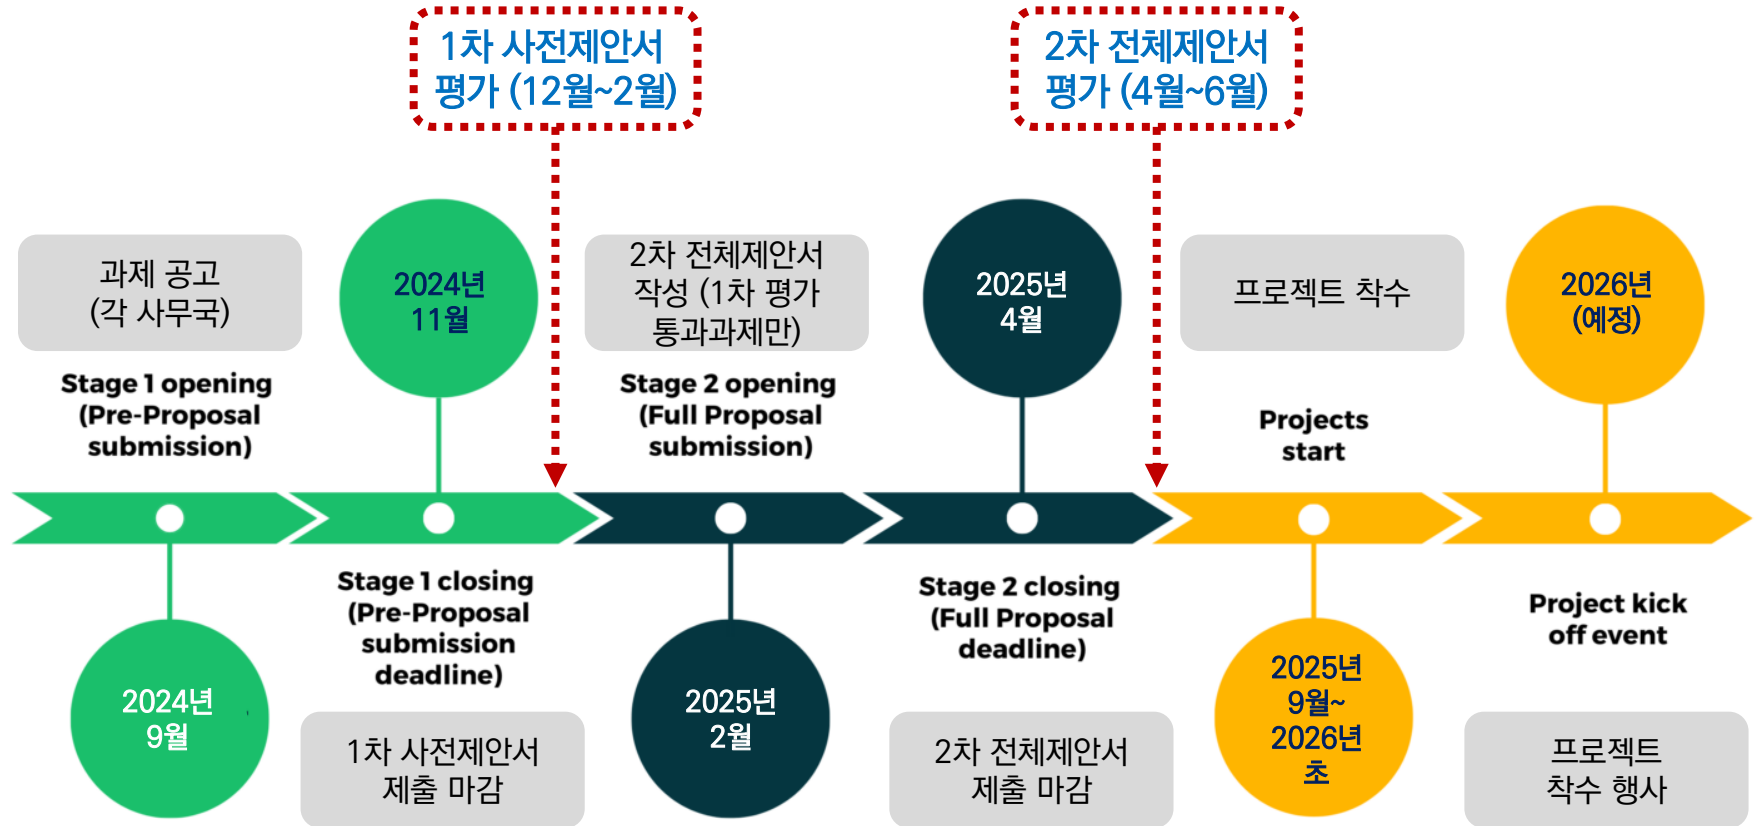 1차 사전제안서
평가 (12월~2월)
2차 전체제안서
평가 (4월~6월)
과제 공고
(각 사무국)
2024년
11월
2차 전체제안서
작성 (1차 평가
통과과제만)
2025년
4월
프로젝트 착수
2026년
(예정)
Stage 1 opening
(Pre-Proposal
submission)
Stage 2 opening
(Full Proposal
submission)
Projects
start
Stage 1 closing
(Pre-Proposal
submission
deadline)
Stage 2 closing
(Full Proposal
deadline)
Project kick
off event
2024년
9월
1차 사전제안서
제출 마감
2025년
2월
2차 전체제안서
제출 마감
2025년
9월~
2026년
초
프로젝트
착수 행사